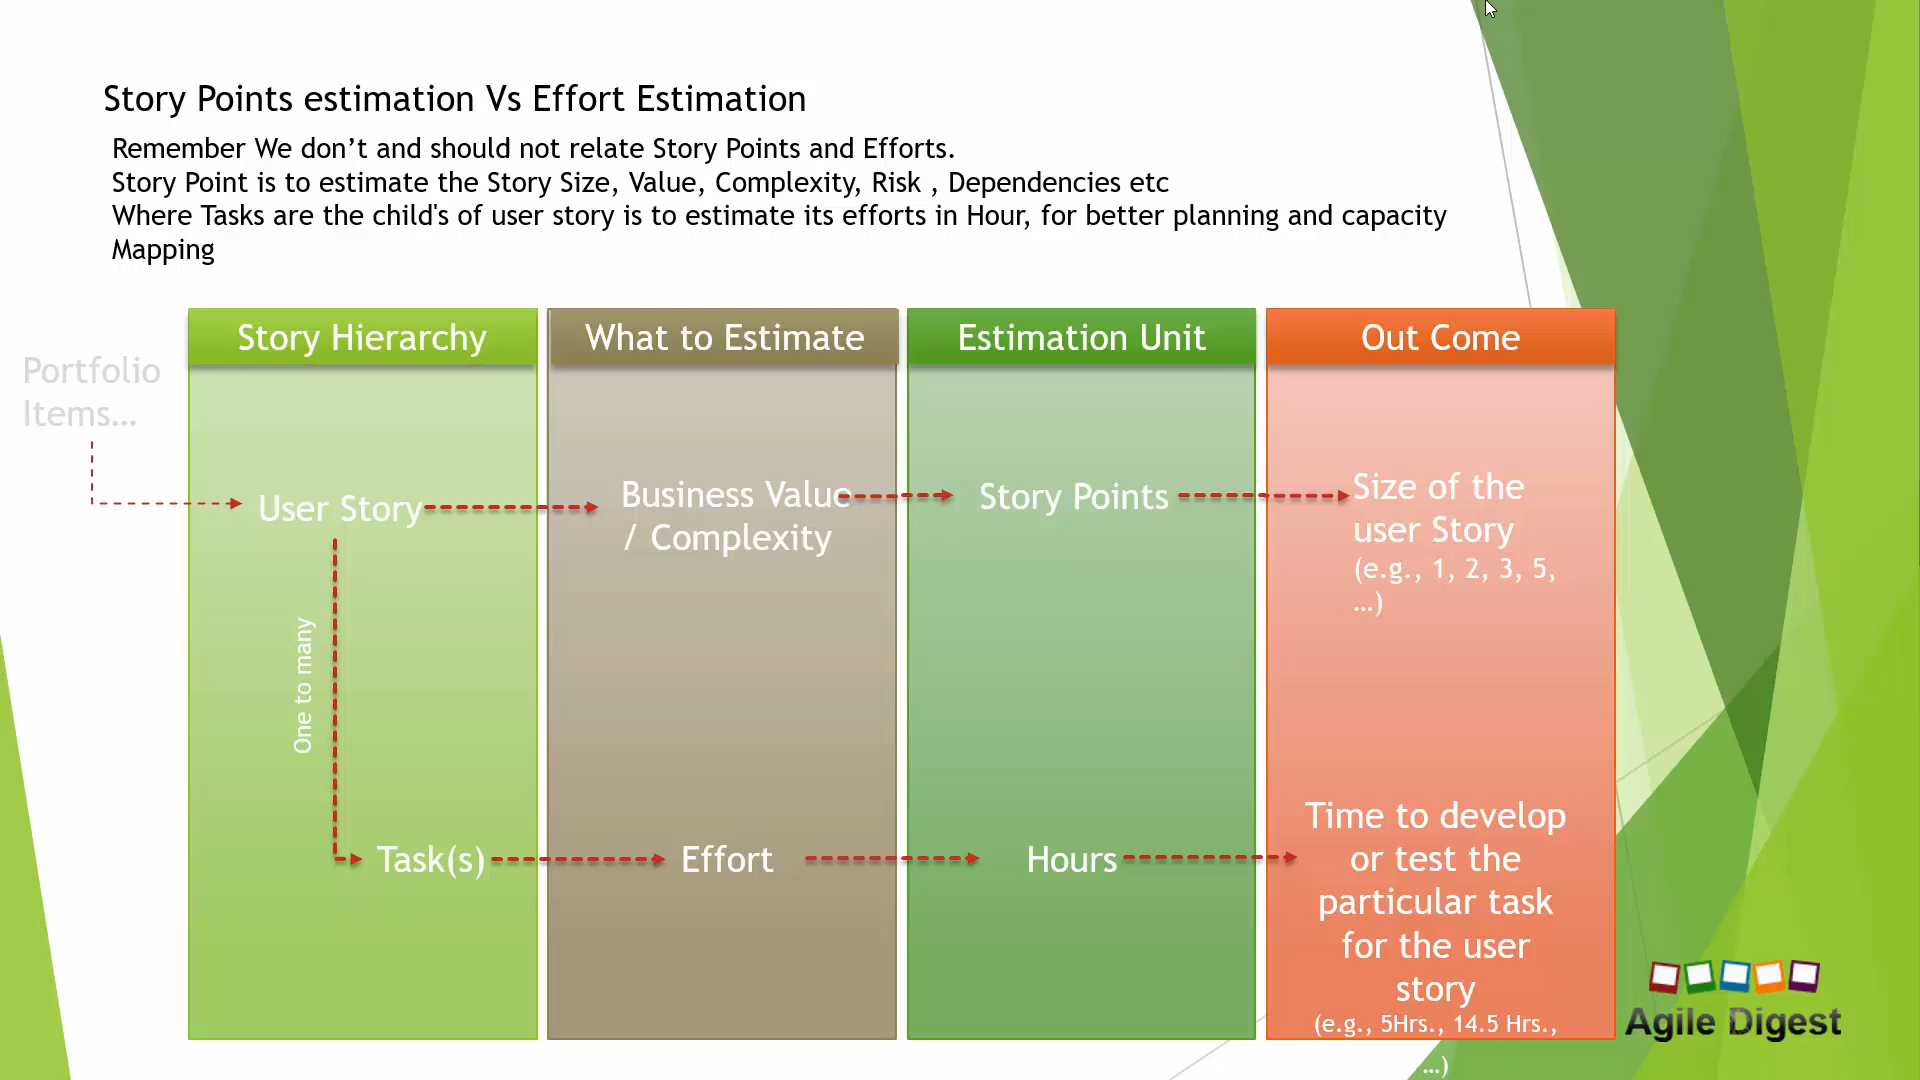 Story Points estimation Vs Effort Estimation
Remember We don’t and should not relate Story Points and Efforts.
Story Point is to estimate the Story Size, Value, Complexity, Risk , Dependencies etc
Where Tasks are the child's of user story is to estimate its efforts in Hour, for better planning and capacity
Mapping
Portfolio
Items...
Story Hierarchy
What to Estimate
Estimation Unit
Out Come
User Story
Business Value
/ Complexity
Story Points
Size of the
user Story
(e.g., 1, 2, 3, 5,
...)
One to many
Task(s)
Effort
Hours
Time to develop
or test the
particular task
for the user
story
(e.g., 5Hrs., 14.5 Hrs.,
...)
Agile Digest